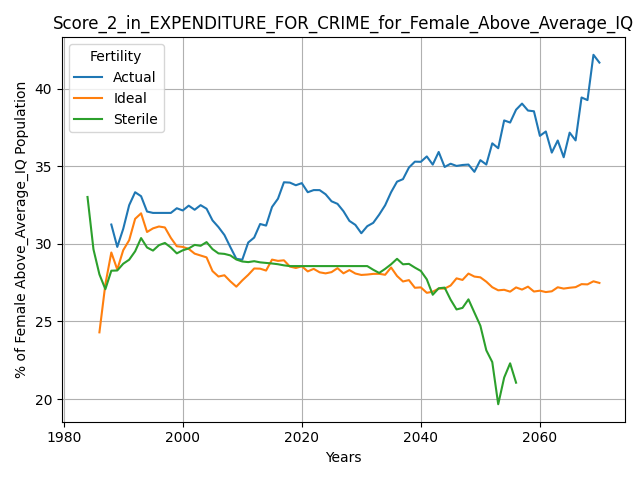 Score_2_in_EXPENDITURE_FOR_CRIME_for_Female_Above_Average_IQ
Fertility
Actual
Ideal
Sterile
% of Female Above_Average_IQ Population
40
35
30
25
20
1980
2000
2020
2040
2060
Years